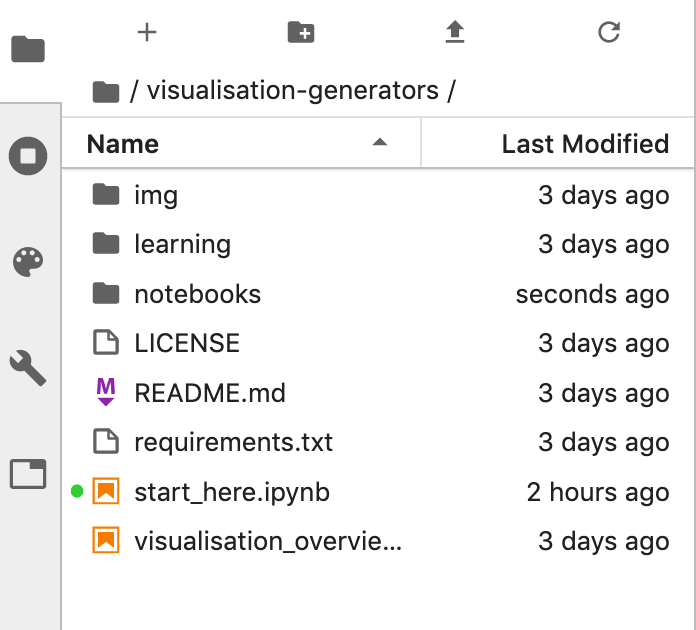 / visualisation-generators /
Name Last Modified
img 3 days ago
learning 3 days ago
notebooks seconds ago
LICENSE 3 days ago
M README.md 3 days ago
requirements.txt 3 days ago
start_here.ipynb 2 hours ago
visualisation_overvie... 3 days ago